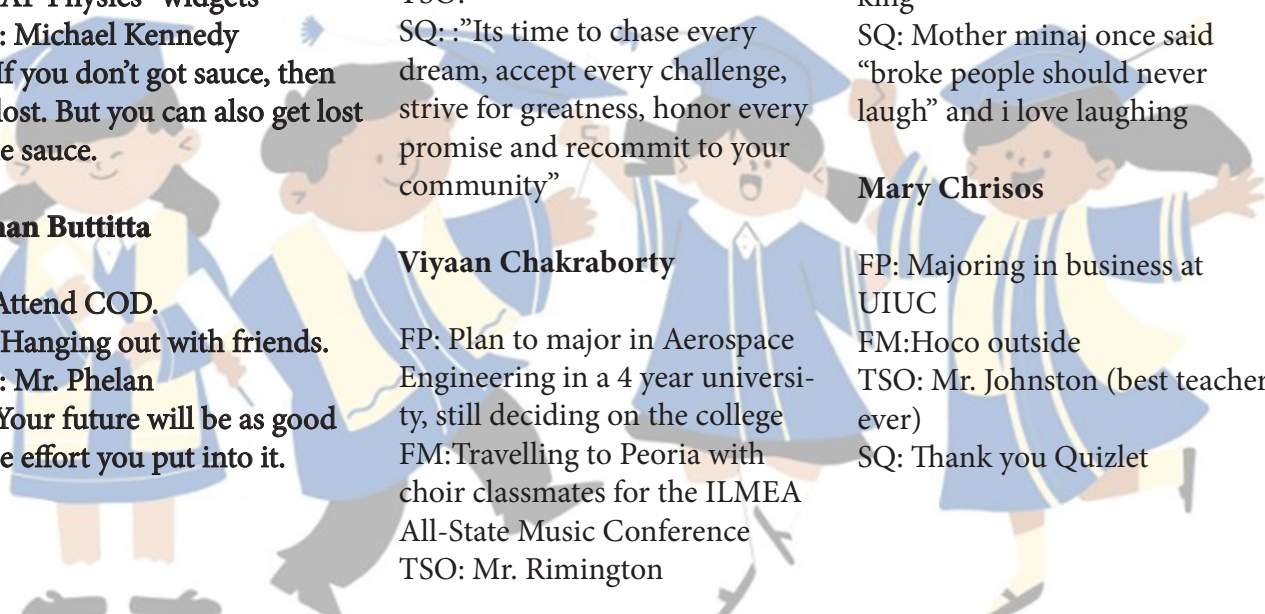 AP Physics" widgets
: Michael Kennedy
If you don't got sauce, then
lost. But you can also get lost
e sauce.
nan Buttitta
Attend COD.
Hanging out with friends.
: Mr. Phelan
Your future will be as good
e effort you put into it.
TSO:
SQ: :”Its time to chase every
dream, accept every challenge,
strive for greatness, honor every
promise and recommit to your
community”
Viyaan Chakraborty
FP: Plan to major in Aerospace
Engineering in a 4 year universi-
ty, still deciding on the college
FM:Travelling to Peoria with
choir classmates for the ILMEA
All-State Music Conference
TSO: Mr. Rimington
king
SQ: Mother minaj once said
“broke people should never
laugh” and i love laughing
Mary Chrisos
FP: Majoring in business at
UIUC
FM:Hoco outside
TSO: Mr. Johnston (best teacher
ever)
SQ: Thank you Quizlet